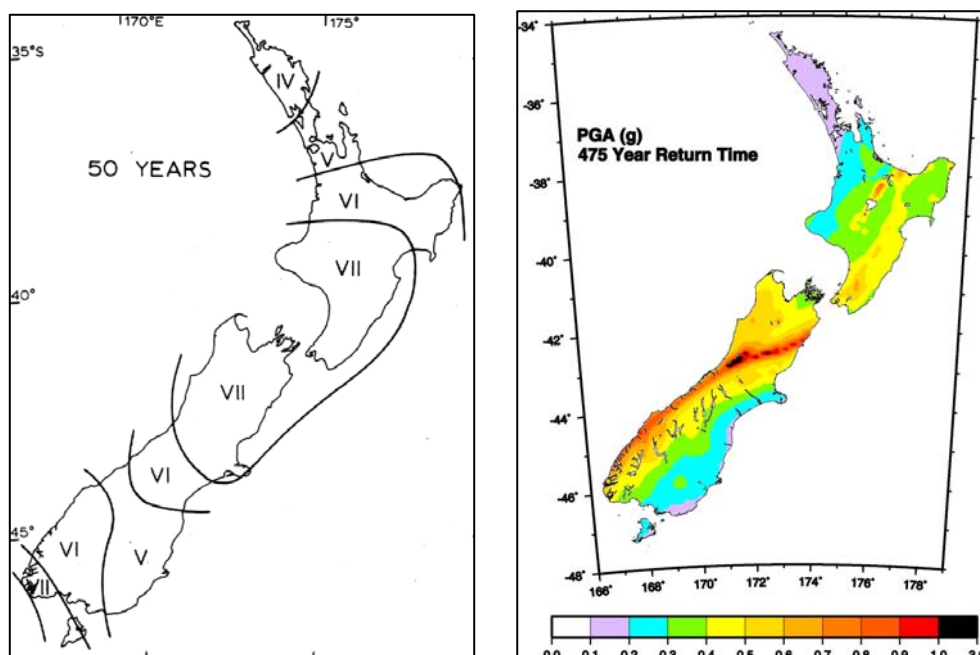 170°E 175°
35°S
IV
50 YEARS
V
VI
VII
40°
VII
VI
45°
VI
V
VII
-34°
-36°
PGA (g)
475 Year Return Time
-38°
-40°
-42°
-44°
-46°
-48°
166° 168° 170° 172° 174° 176° 178°
0.0 0.1 0.2 0.3 0.4 0.5 0.6 0.7 0.8 0.9 1.0